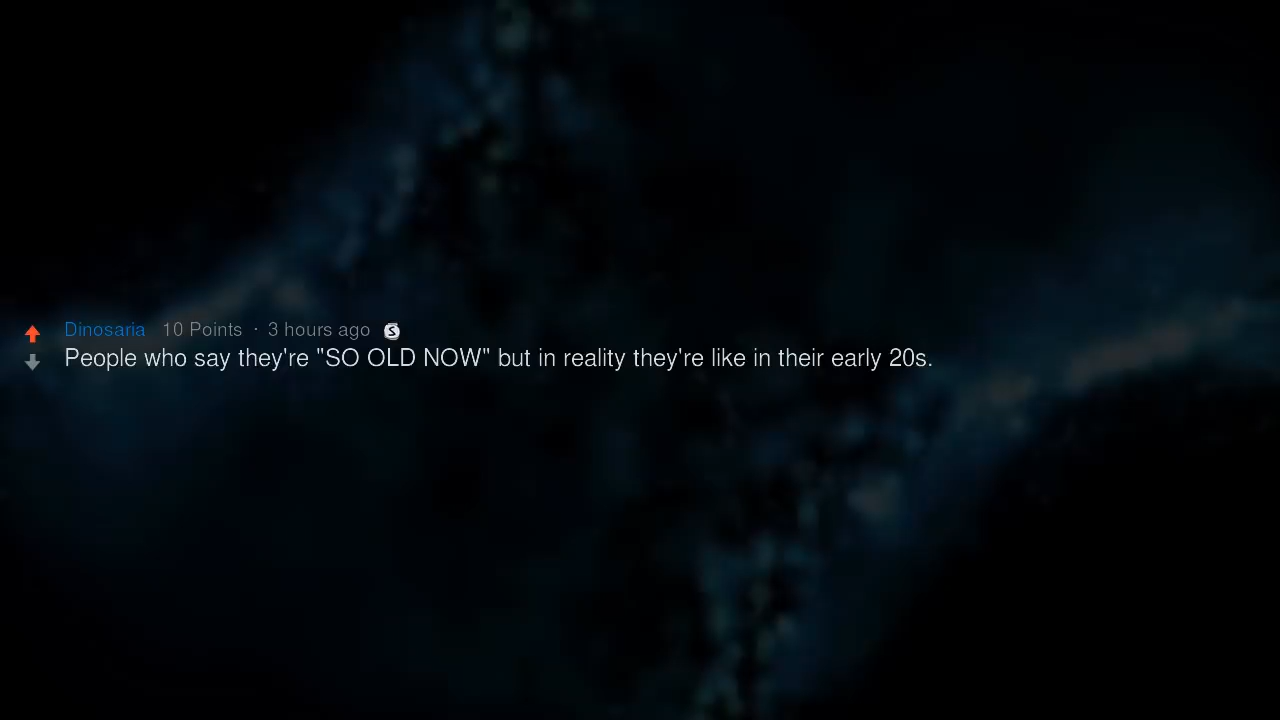 Dinosaria 10 Points · 3 hours ago S
People who say they're "SO OLD NOW" but in reality they're like in their early 20s.